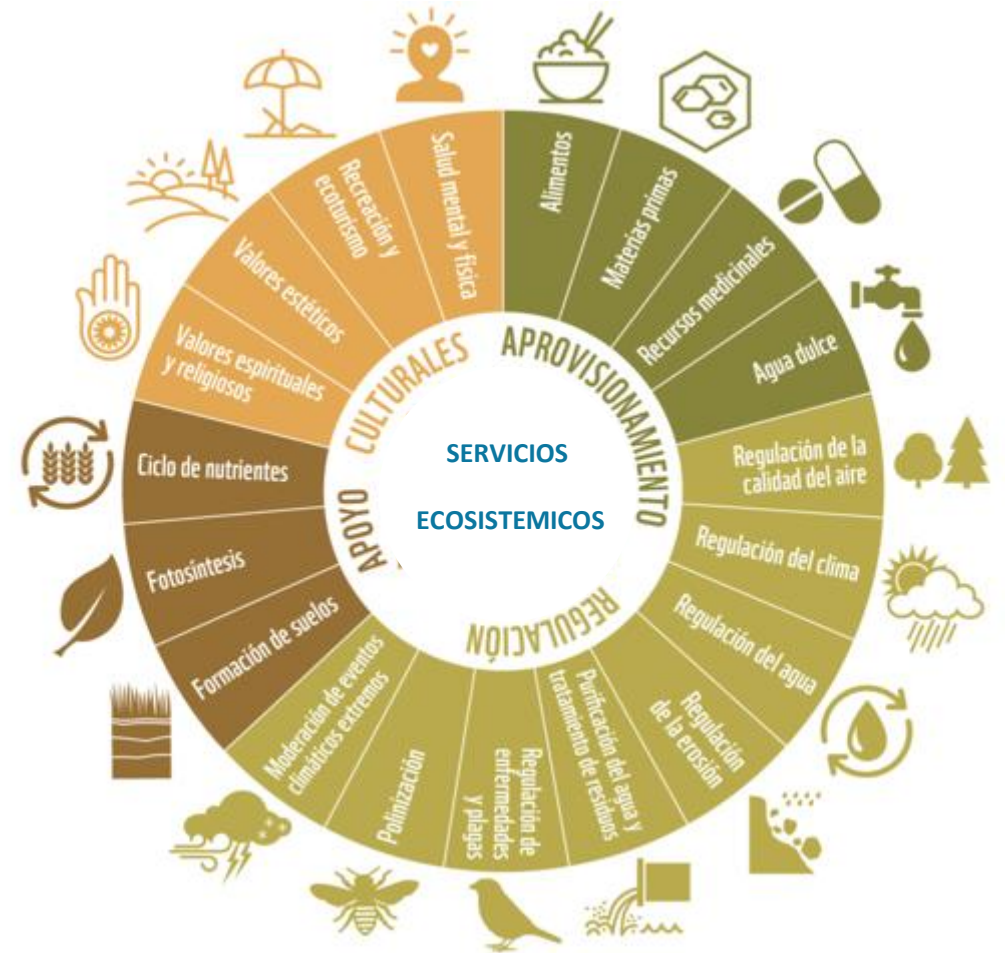 SERVICIOS
ECOSISTEMICOS
APROVISIONAMIENTO
Alimentos
Materias primas
Recursos medicinales
Agua dulce
REGULACIÓN
Regulación de la
calidad del aire
Regulación del clima
Regulación del agua
Regulación
de la erosión
Purificación del agua y
tratamiento de residuos
Regulación de
enfermedades
y plagas
Polinización
Moderación de eventos
climáticos extremos
APOYO
Formación de suelos
Fotosíntesis
Ciclo de nutrientes
CULTURALES
Valores espirituales
y religiosos
Valores estéticos
Recreación y
ecoturismo
Salud mental y física